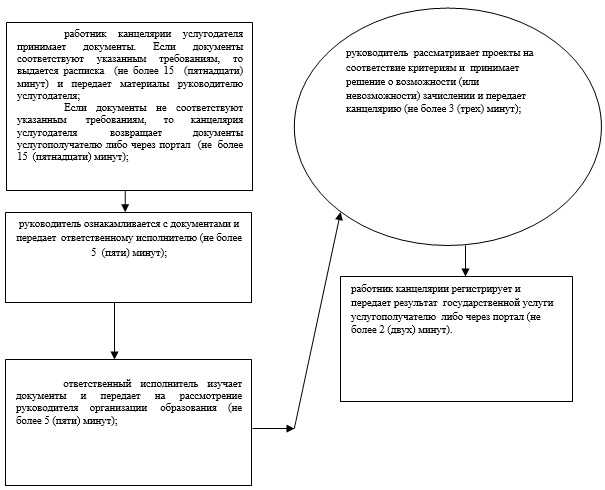 работник канцелярии услугодателя
принимает документы. Если документы
соответствуют указанным требованиям, то
выдается расписка (не более 15 (пятнадцати)
минут) и передает материалы руководителю
услугодателя;
Если документы не соответствуют
указанным требованиям, то канцелярия
услугодателя возвращает документы
услугополучателю либо через портал (не более
15 (пятнадцати) минут);
руководитель ознакамливается с документами и
передает ответственному исполнителю (не более
5 (пяти) минут);
ответственный исполнитель изучает
документы и передает на рассмотрение
руководителя организации образования (не
более 5 (пяти) минут);
руководитель рассматривает проекты на
соответствие критериям и принимает
решение о возможности (или
невозможности) зачислении и передает
канцелярию (не более 3 (трех) минут);
работник канцелярии регистрирует и
передает результат государственной услуги
услугополучателю либо через портал (не
более 2 (двух) минут).